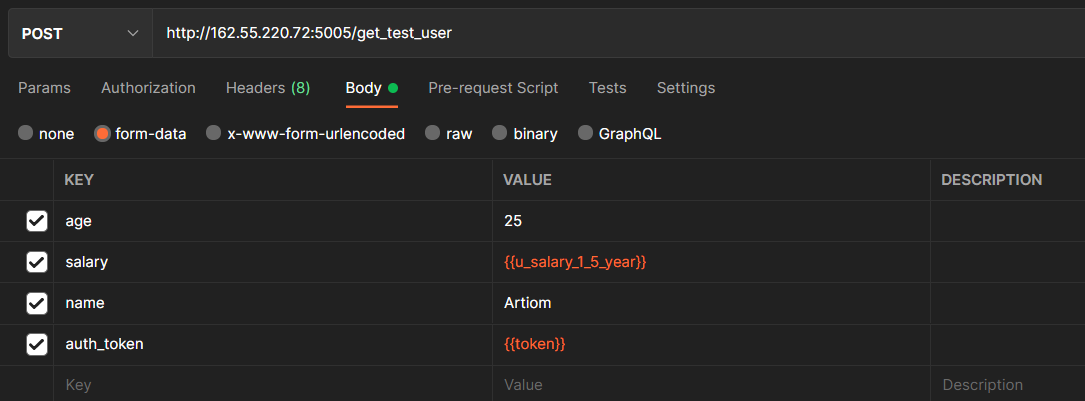 POST http://162.55.220.72:5005/get_test_user
Params Authorization Headers (8) Body Pre-request Script Tests Settings
none form-data x-www-form-urlencoded raw binary GraphQL
KEY VALUE DESCRIPTION
age 25
salary {{u_salary_1_5_year}}
name Artiom
auth_token {{token}}
Key Value Description